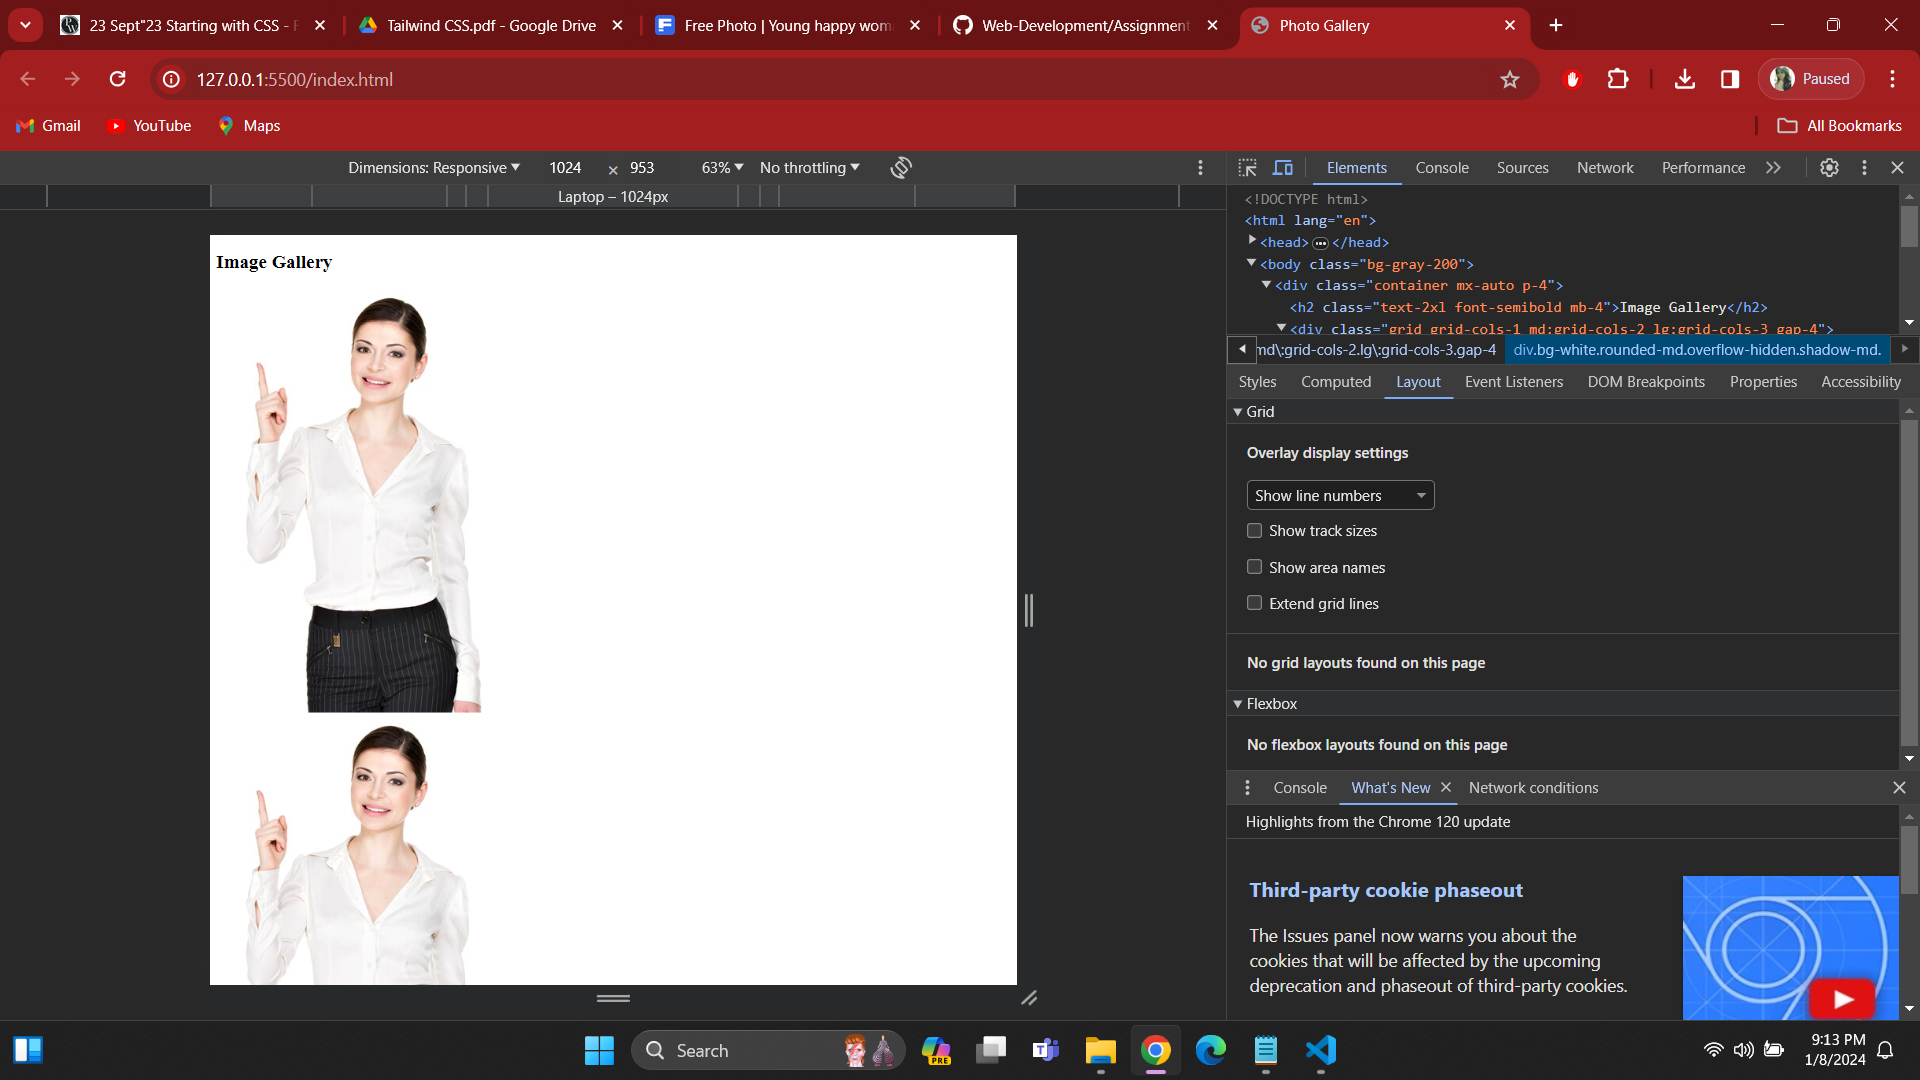 23 Sept"23 Starting with CSS - F
Tailwind CSS.pdf - Google Drive
Free Photo | Young happy wom
Web-Development/Assignment
Photo Gallery
127.0.0.1:5500/index.html
Paused
Gmail
YouTube
Maps
All Bookmarks
Dimensions: Responsive
1024 × 953
63%
No throttling
Elements
Console
Sources
Network
Performance
Laptop – 1024px
<!DOCTYPE html>
<html lang="en">
<head>…</head>
<body class="bg-gray-200">
<div class="container mx-auto p-4">
<h2 class="text-2xl font-semibold mb-4">Image Gallery</h2>
<div class="grid grid-cols-1 md:grid-cols-2 lg:grid-cols-3 gap-4">
md\:grid-cols-2.lg\:grid-cols-3.gap-4
div.bg-white.rounded-md.overflow-hidden.shadow-md.
Styles
Computed
Layout
Event Listeners
DOM Breakpoints
Properties
Accessibility
Image Gallery
Grid
Overlay display settings
Show line numbers
Show track sizes
Show area names
Extend grid lines
No grid layouts found on this page
Flexbox
No flexbox layouts found on this page
Console
What's New
Network conditions
Highlights from the Chrome 120 update
Third-party cookie phaseout
The Issues panel now warns you about the
cookies that will be affected by the upcoming
deprecation and phaseout of third-party cookies.
Search
PRE
9:13 PM
1/8/2024